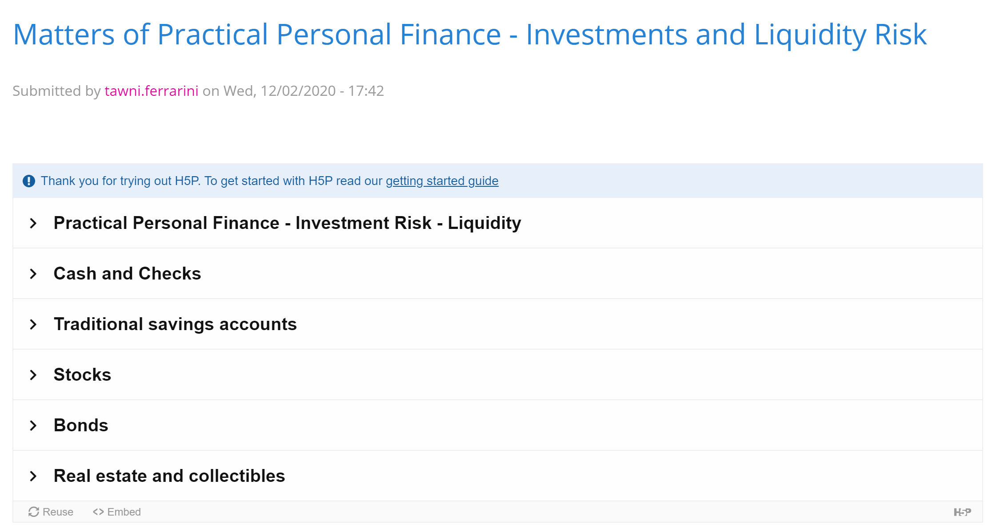 Matters of Practical Personal Finance - Investments and Liquidity Risk
Submitted by tawni.ferrarini on Wed, 12/02/2020 - 17:42
Thank you for trying out H5P. To get started with H5P read our getting started guide
Practical Personal Finance - Investment Risk - Liquidity
Cash and Checks
Traditional savings accounts
Stocks
Bonds
Real estate and collectibles
Reuse <> Embed H5P